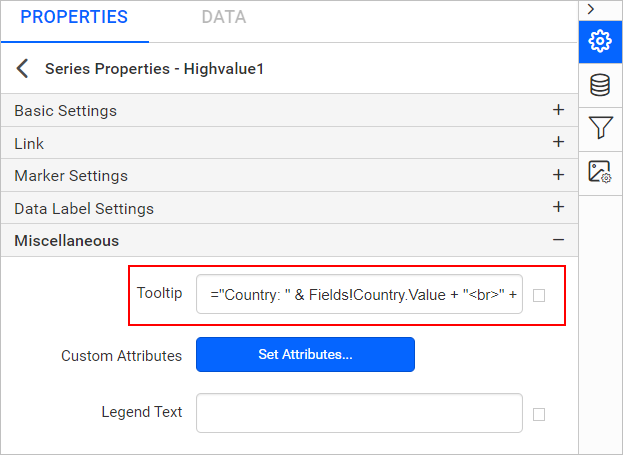 PROPERTIES DATA
Series Properties - Highvalue1
Basic Settings
Link
Marker Settings
Data Label Settings
Miscellaneous
Tooltip ="Country: " & Fields!Country.Value + "<br>" +
Custom Attributes Set Attributes...
Legend Text